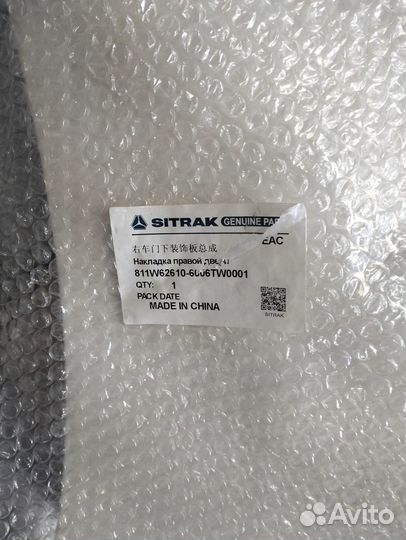 SITRAK GENUINE PAR
EAC
右车门下装饰板总成
Накладка правой двери
811W62610-6006TW0001
QTY: 1
PACK DATE
MADE IN CHINA
SITRAK
Avito